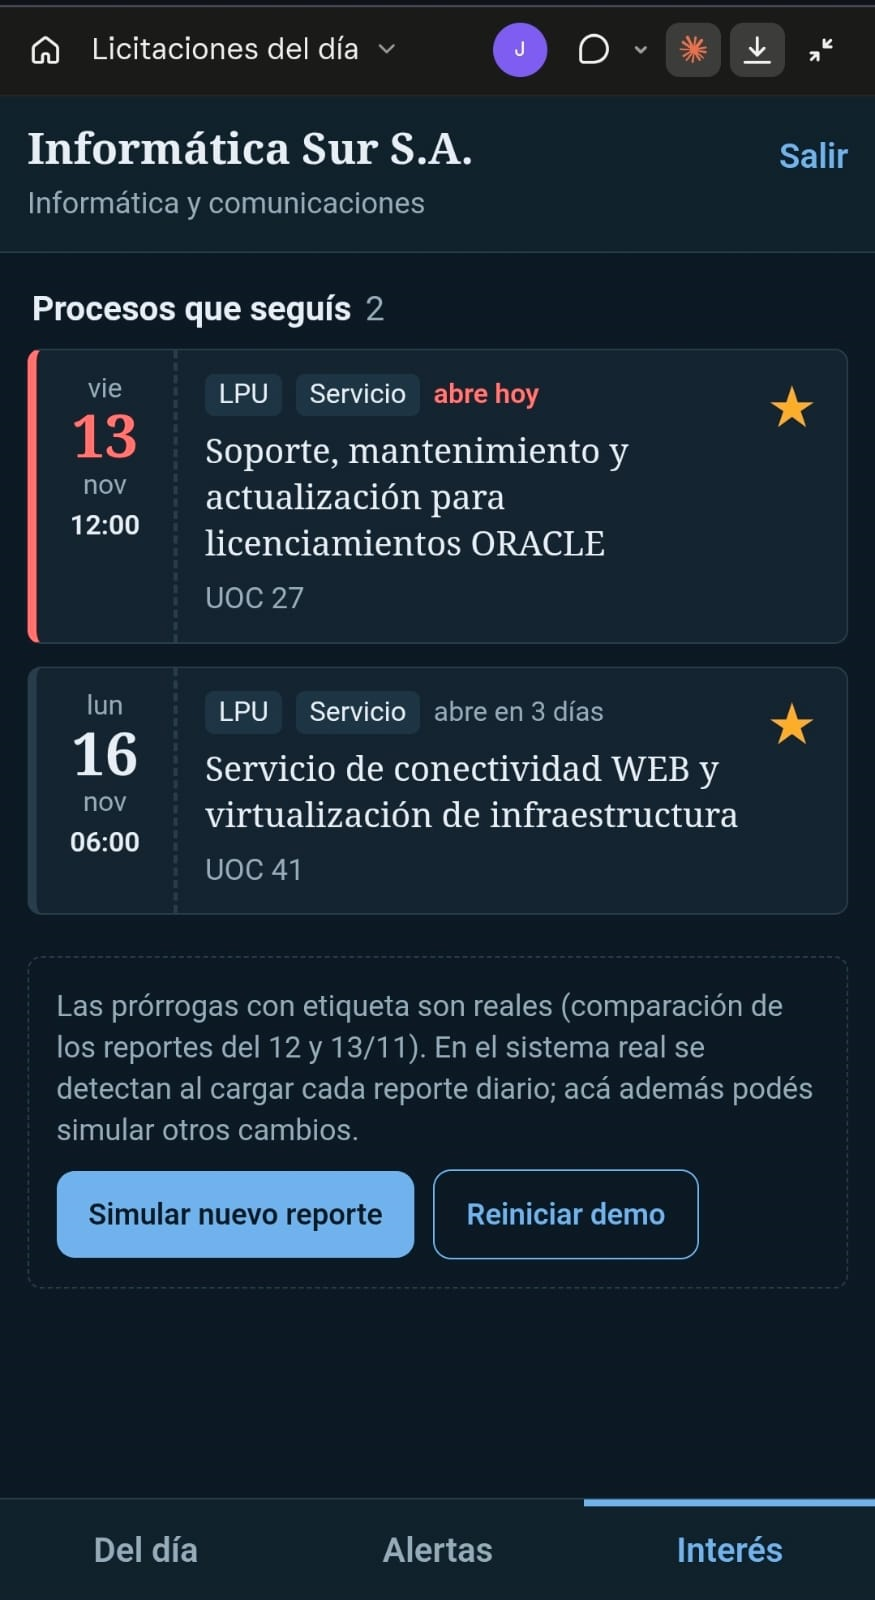 Licitaciones del día
J
Informática Sur S.A.
Salir
Informática y comunicaciones
Procesos que seguís 2
vie
13
nov
12:00
LPU Servicio abre hoy
Soporte, mantenimiento y
actualización para
licenciamientos ORACLE
UOC 27
lun
16
nov
06:00
LPU Servicio abre en 3 días
Servicio de conectividad WEB y
virtualización de infraestructura
UOC 41
Las prórrogas con etiqueta son reales (comparación de
los reportes del 12 y 13/11). En el sistema real se
detectan al cargar cada reporte diario; acá además podés
simular otros cambios.
Simular nuevo reporte
Reiniciar demo
Del día
Alertas
Interés